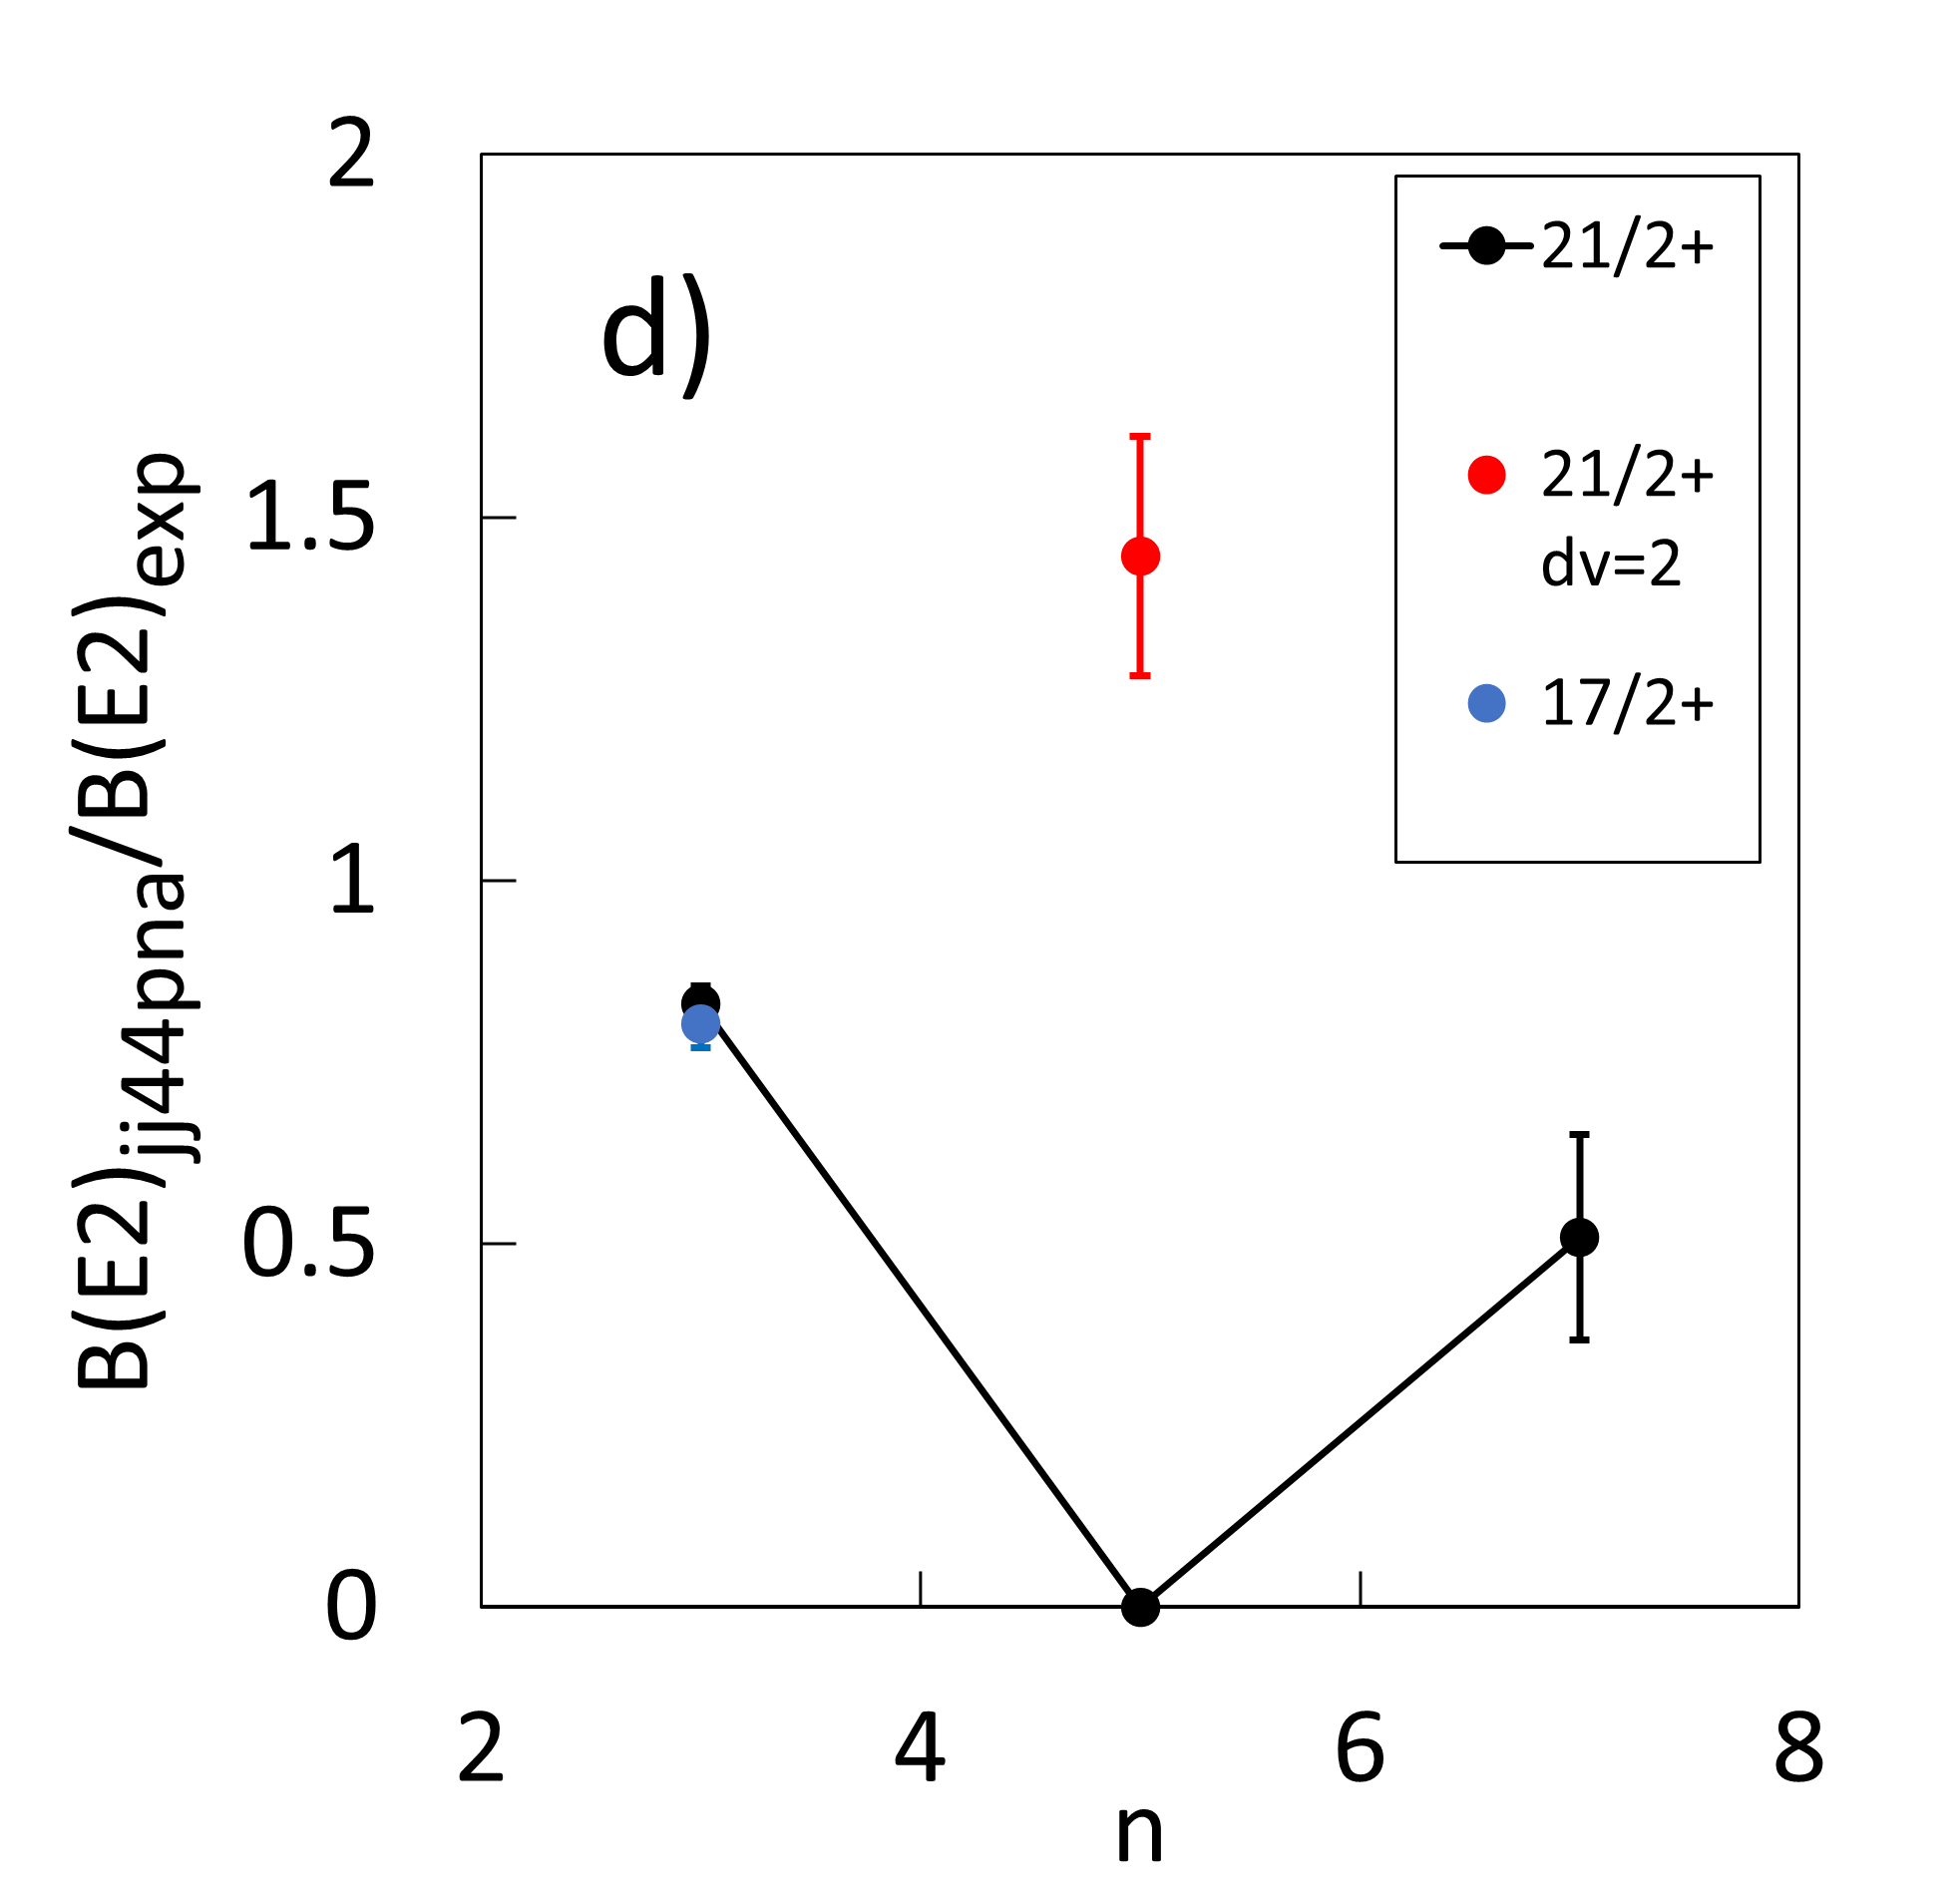 2
1.5
1
0.5
0
B(E2)jj44pna/B(E2)exp
d)
21/2+
21/2+
dv=2
17/2+
2 4 6 8
n